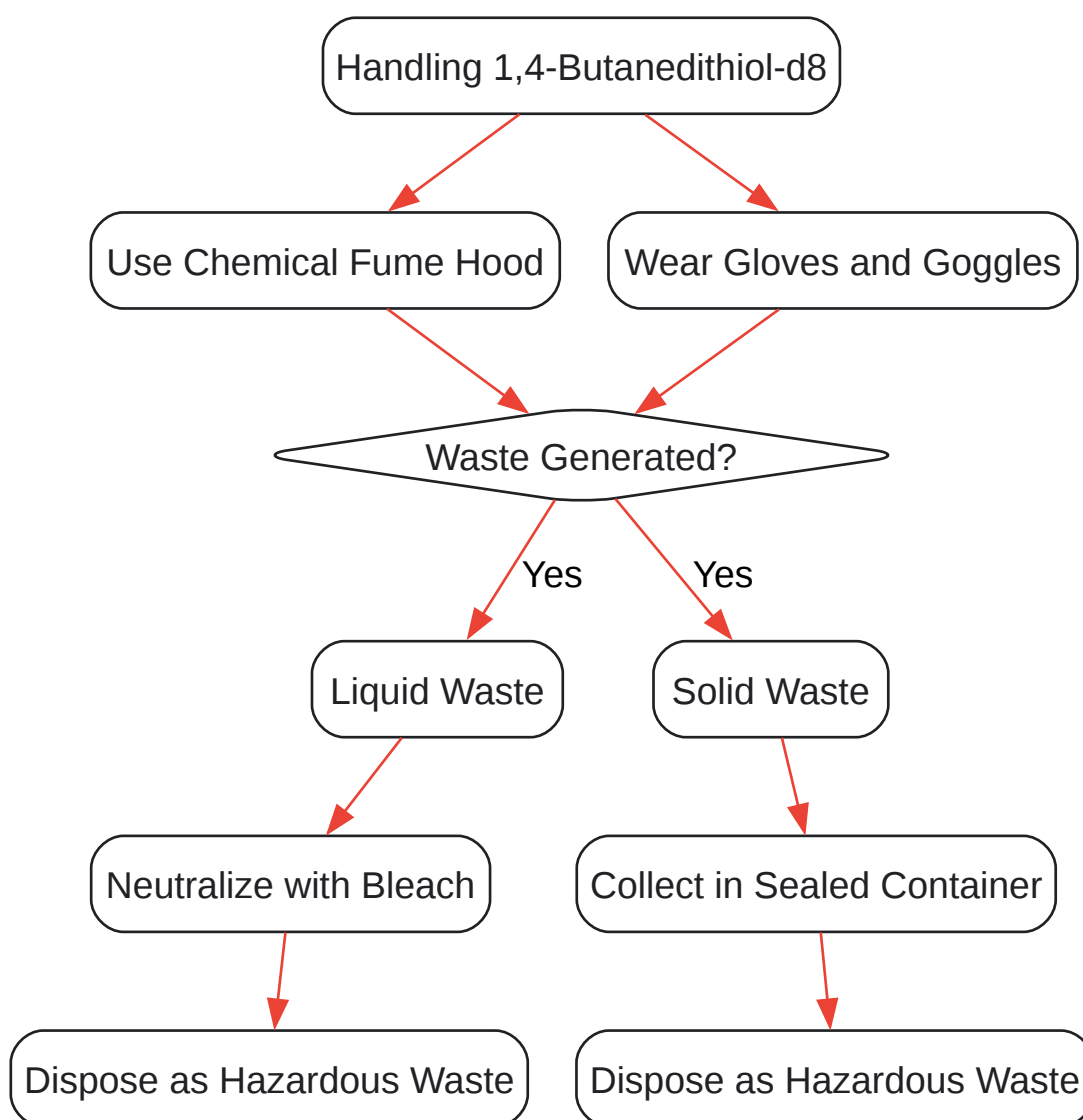 Handling 1,4-Butanedithiol-d8
Use Chemical Fume Hood
Wear Gloves and Goggles
Waste Generated?
Yes
Yes
Liquid Waste
Solid Waste
Neutralize with Bleach
Collect in Sealed Container
Dispose as Hazardous Waste
Dispose as Hazardous Waste